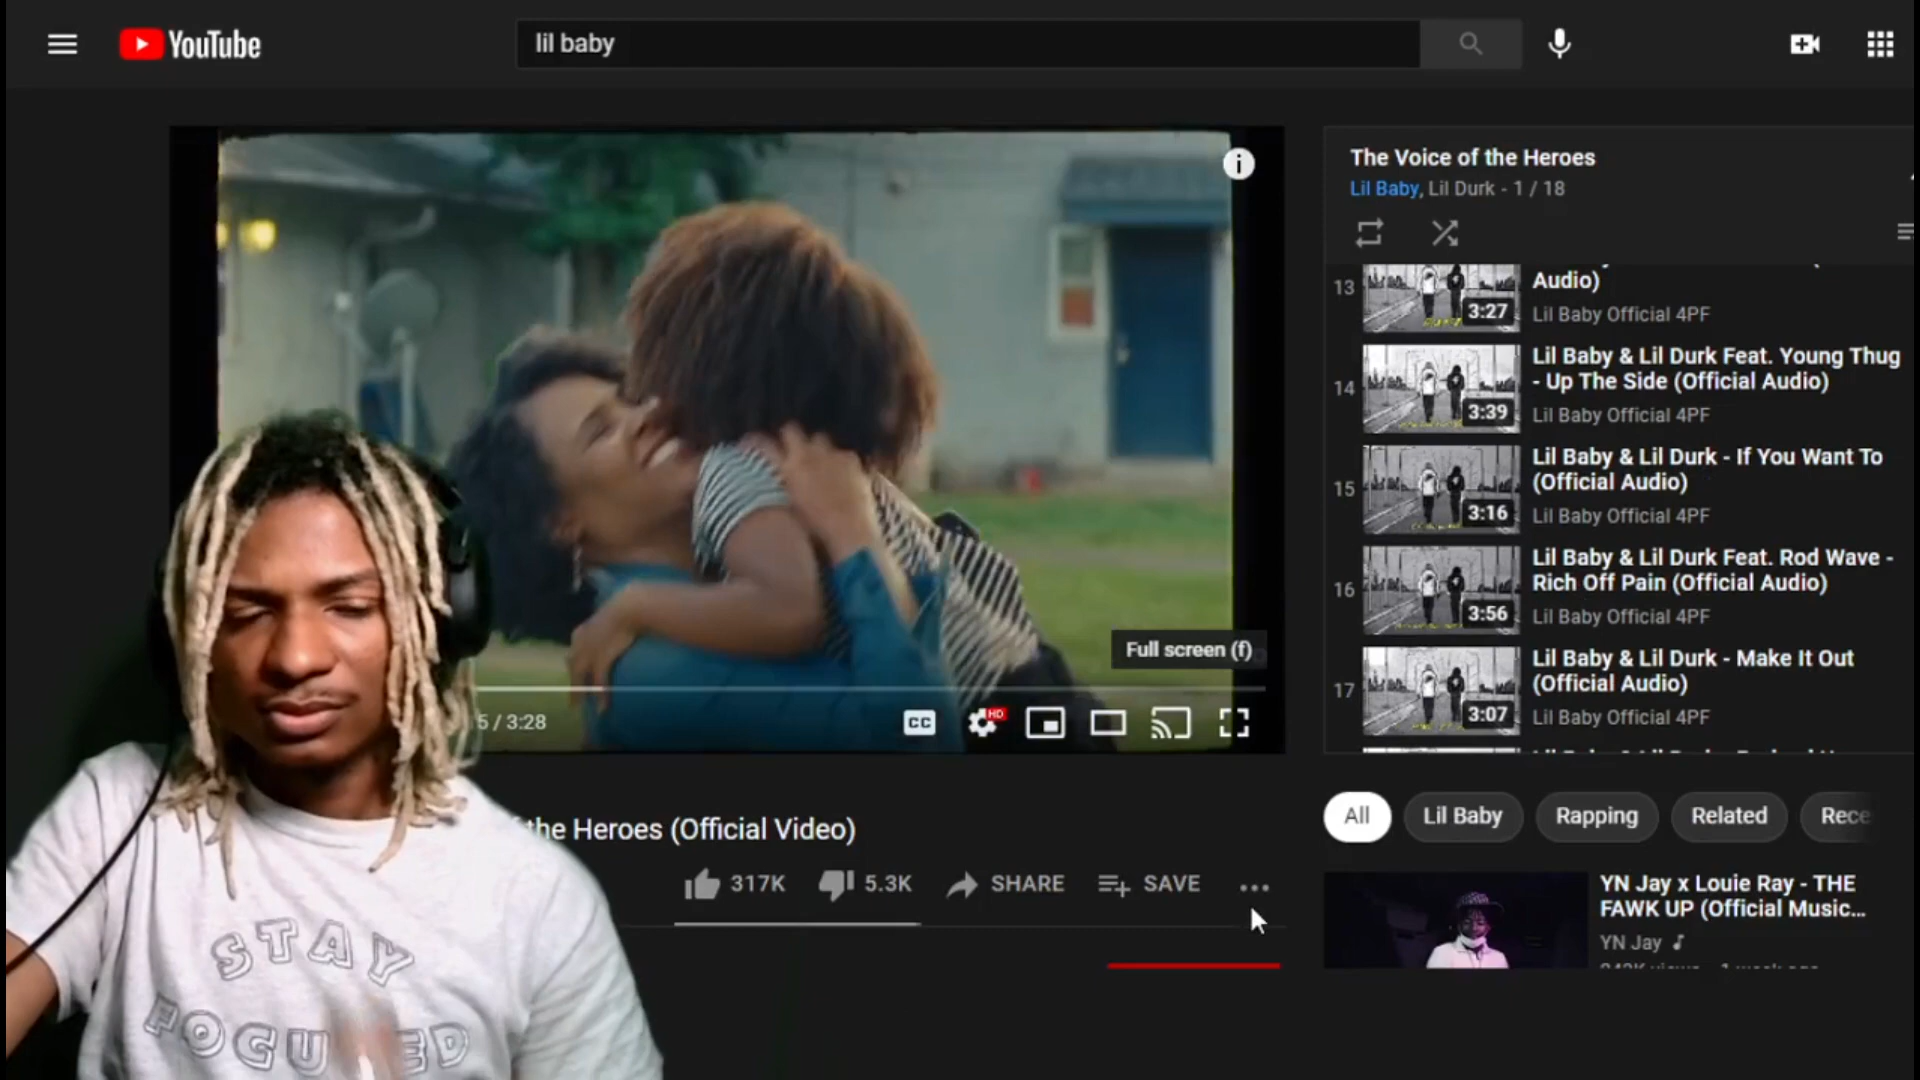 YouTube
lil baby
The Voice of the Heroes
Lil Baby, Lil Durk - 1 / 18
13
Audio)
3:27
Lil Baby Official 4PF
14
Lil Baby & Lil Durk Feat. Young Thug
- Up The Side (Official Audio)
3:39
Lil Baby Official 4PF
15
Lil Baby & Lil Durk - If You Want To
(Official Audio)
3:16
Lil Baby Official 4PF
16
Lil Baby & Lil Durk Feat. Rod Wave -
Rich Off Pain (Official Audio)
3:56
Lil Baby Official 4PF
17
Lil Baby & Lil Durk - Make It Out
(Official Audio)
3:07
Lil Baby Official 4PF
Full screen (f)
5 / 3:28
CC
HD
the Heroes (Official Video)
317K
5.3K
SHARE
SAVE
All
Lil Baby
Rapping
Related
Rece
YN Jay x Louie Ray - THE
FAWK UP (Official Music...
YN Jay
STAY
FOCUSED